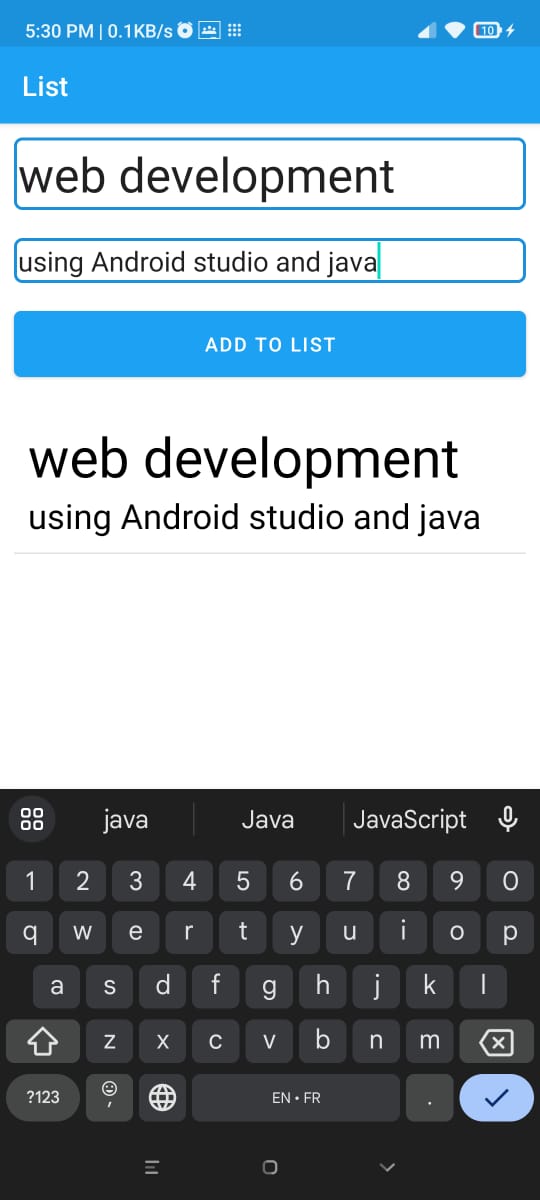 5:30 PM | 0.1KB/s 10
List
web development
using Android studio and java
ADD TO LIST
web development
using Android studio and java
java Java JavaScript
1 2 3 4 5 6 7 8 9 0
q w e r t y u i o p
a s d f g h j k l
z x c v b n m
?123 , EN • FR .